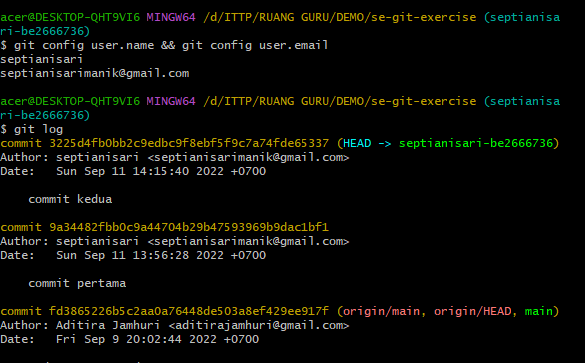 acer@DESKTOP-QHT9VI6 MINGW64 /d/ITTP/RUANG GURU/DEMO/se-git-exercise (septianisa
ri-be2666736)
$ git config user.name && git config user.email
septianisari
septianisarimanik@gmail.com
acer@DESKTOP-QHT9VI6 MINGW64 /d/ITTP/RUANG GURU/DEMO/se-git-exercise (septianisa
ri-be2666736)
$ git log
commit 3225d4fb0bb2c9edbc9f8ebf5f9c7a74fde65337 (HEAD -> septianisari-be2666736)
Author: septianisari <septianisarimanik@gmail.com>
Date:   Sun Sep 11 14:15:40 2022 +0700
commit kedua
commit 9a34482fbb0c9a44704b29b47593969b9dac1bf1
Author: septianisari <septianisarimanik@gmail.com>
Date:   Sun Sep 11 13:56:28 2022 +0700
commit pertama
commit fd3865226b5c2aa0a76448de503a8ef429ee917f (origin/main, origin/HEAD, main)
Author: Aditira Jamhuri <aditirajamhuri@gmail.com>
Date:   Fri Sep 9 20:02:44 2022 +0700